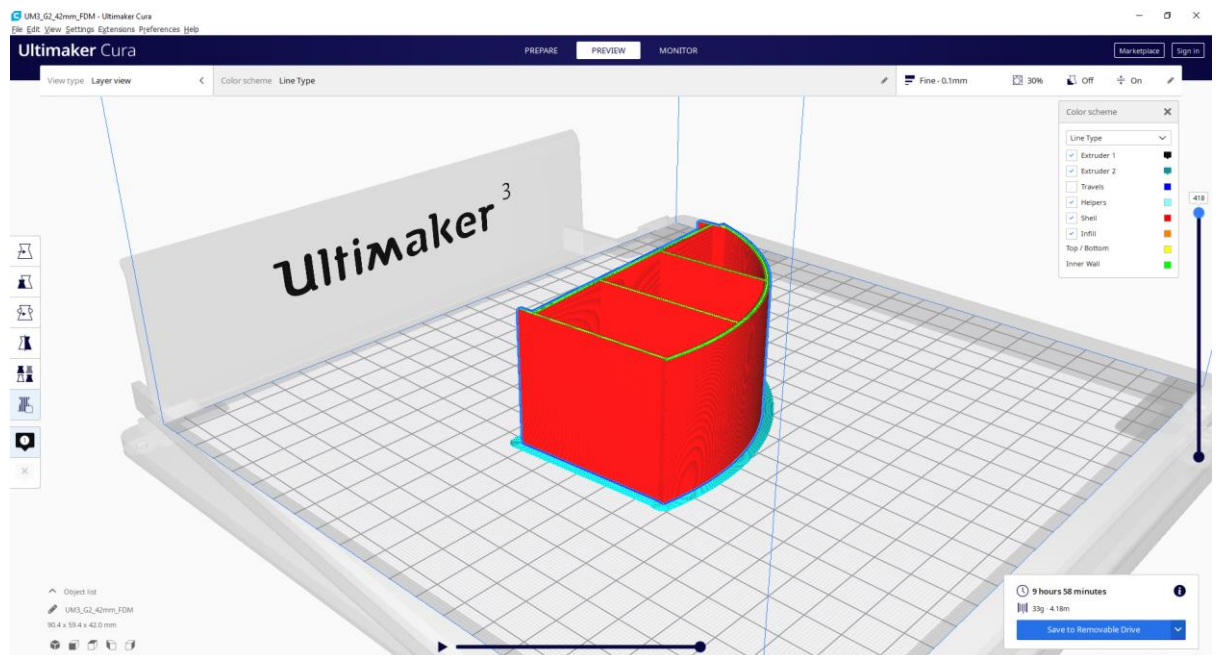 UM3_G2_42mm_FDM - Ultimaker Cura
File Edit View Settings Extensions Preferences Help
Ultimaker Cura
PREPARE PREVIEW MONITOR
Marketplace Sign in
View type Layer view
Color scheme Line Type
Fine - 0.1mm 30% Off On
Color scheme
Line Type
Extruder 1
Extruder 2
Travels
Helpers
Shell
Infill
Top / Bottom
Inner Wall
418
Ultimaker 3
Object list
UM3_G2_42mm_FDM
90.4 x 59.4 x 42.0 mm
9 hours 58 minutes
33g · 4.18m
Save to Removable Drive